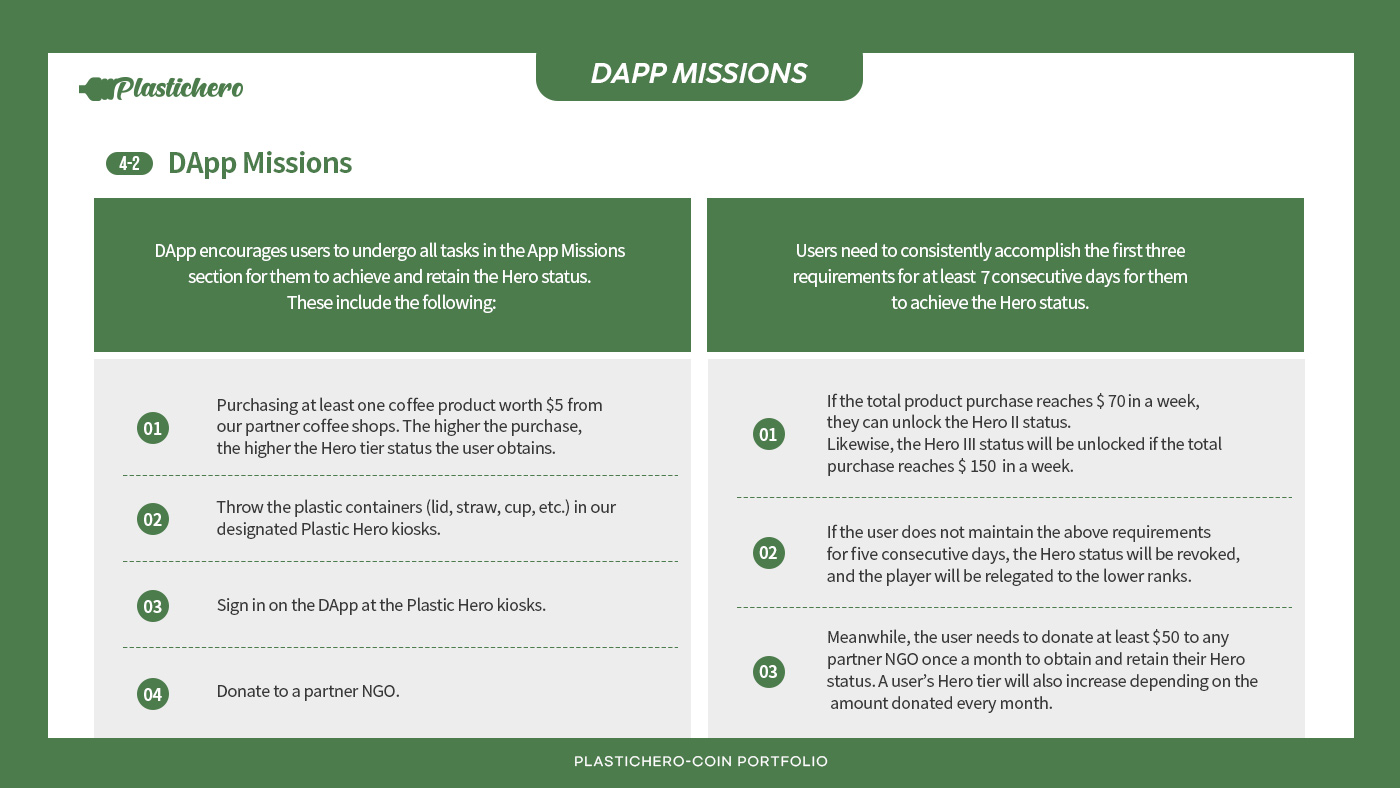 Plastichero
DAPP MISSIONS
4-2
DApp Missions
DApp encourages users to undergo all tasks in the App Missions
section for them to achieve and retain the Hero status.
These include the following:
01
Purchasing at least one coffee product worth $5 from
our partner coffee shops. The higher the purchase,
the higher the Hero tier status the user obtains.
02
Throw the plastic containers (lid, straw, cup, etc.) in our
designated Plastic Hero kiosks.
03
Sign in on the DApp at the Plastic Hero kiosks.
04
Donate to a partner NGO.
Users need to consistently accomplish the first three
requirements for at least 7 consecutive days for them
to achieve the Hero status.
01
If the total product purchase reaches $ 70 in a week,
they can unlock the Hero II status.
Likewise, the Hero III status will be unlocked if the total
purchase reaches $ 150 in a week.
02
If the user does not maintain the above requirements
for five consecutive days, the Hero status will be revoked,
and the player will be relegated to the lower ranks.
03
Meanwhile, the user needs to donate at least $50 to any
partner NGO once a month to obtain and retain their Hero
status. A user’s Hero tier will also increase depending on the
amount donated every month.
PLASTICHERO-COIN PORTFOLIO